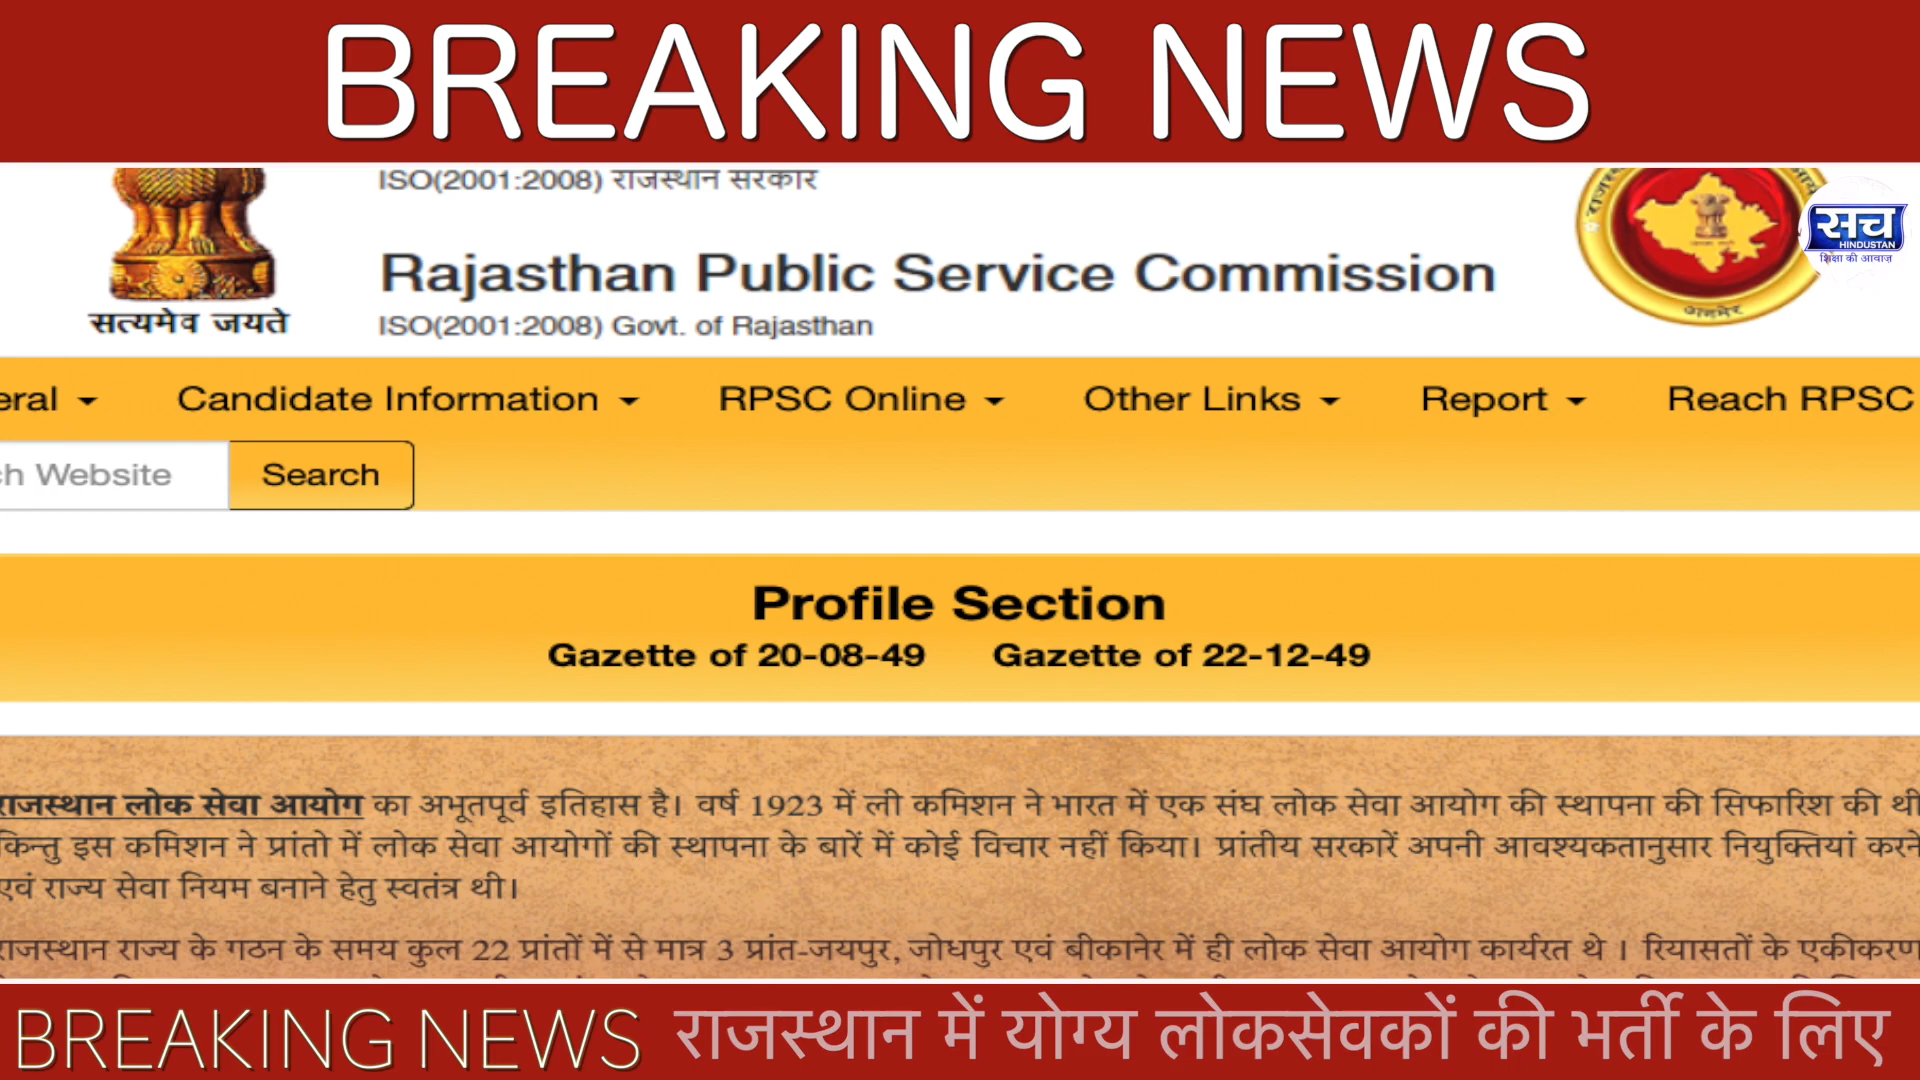 BREAKING NEWS
ISO(2001:2008) राजस्थान सरकार
सच
HINDUSTAN
शिक्षा की आवाज़
Rajasthan Public Service Commission
ISO(2001:2008) Govt. of Rajasthan
सत्यमेव जयते
अजमेर
eral
Candidate Information
RPSC Online
Other Links
Report
Reach RPSC
ch Website
Search
Profile Section
Gazette of 20-08-49 Gazette of 22-12-49
राजस्थान लोक सेवा आयोग का अभूतपूर्व इतिहास है। वर्ष 1923 में ली कमिशन ने भारत में एक संघ लोक सेवा आयोग की स्थापना की सिफारिश की थी
किन्तु इस कमिशन ने प्रांतो में लोक सेवा आयोगों की स्थापना के बारें में कोई विचार नहीं किया। प्रांतीय सरकारें अपनी आवश्यकतानुसार नियुक्तियां करने
एवं राज्य सेवा नियम बनाने हेतु स्वतंत्र थी।
राजस्थान राज्य के गठन के समय कुल 22 प्रांतों में से मात्र 3 प्रांत-जयपुर, जोधपुर एवं बीकानेर में ही लोक सेवा आयोग कार्यरत थे । रियासतों के एकीकरण
BREAKING NEWS राजस्थान में योग्य लोकसेवकों की भर्ती के लिए